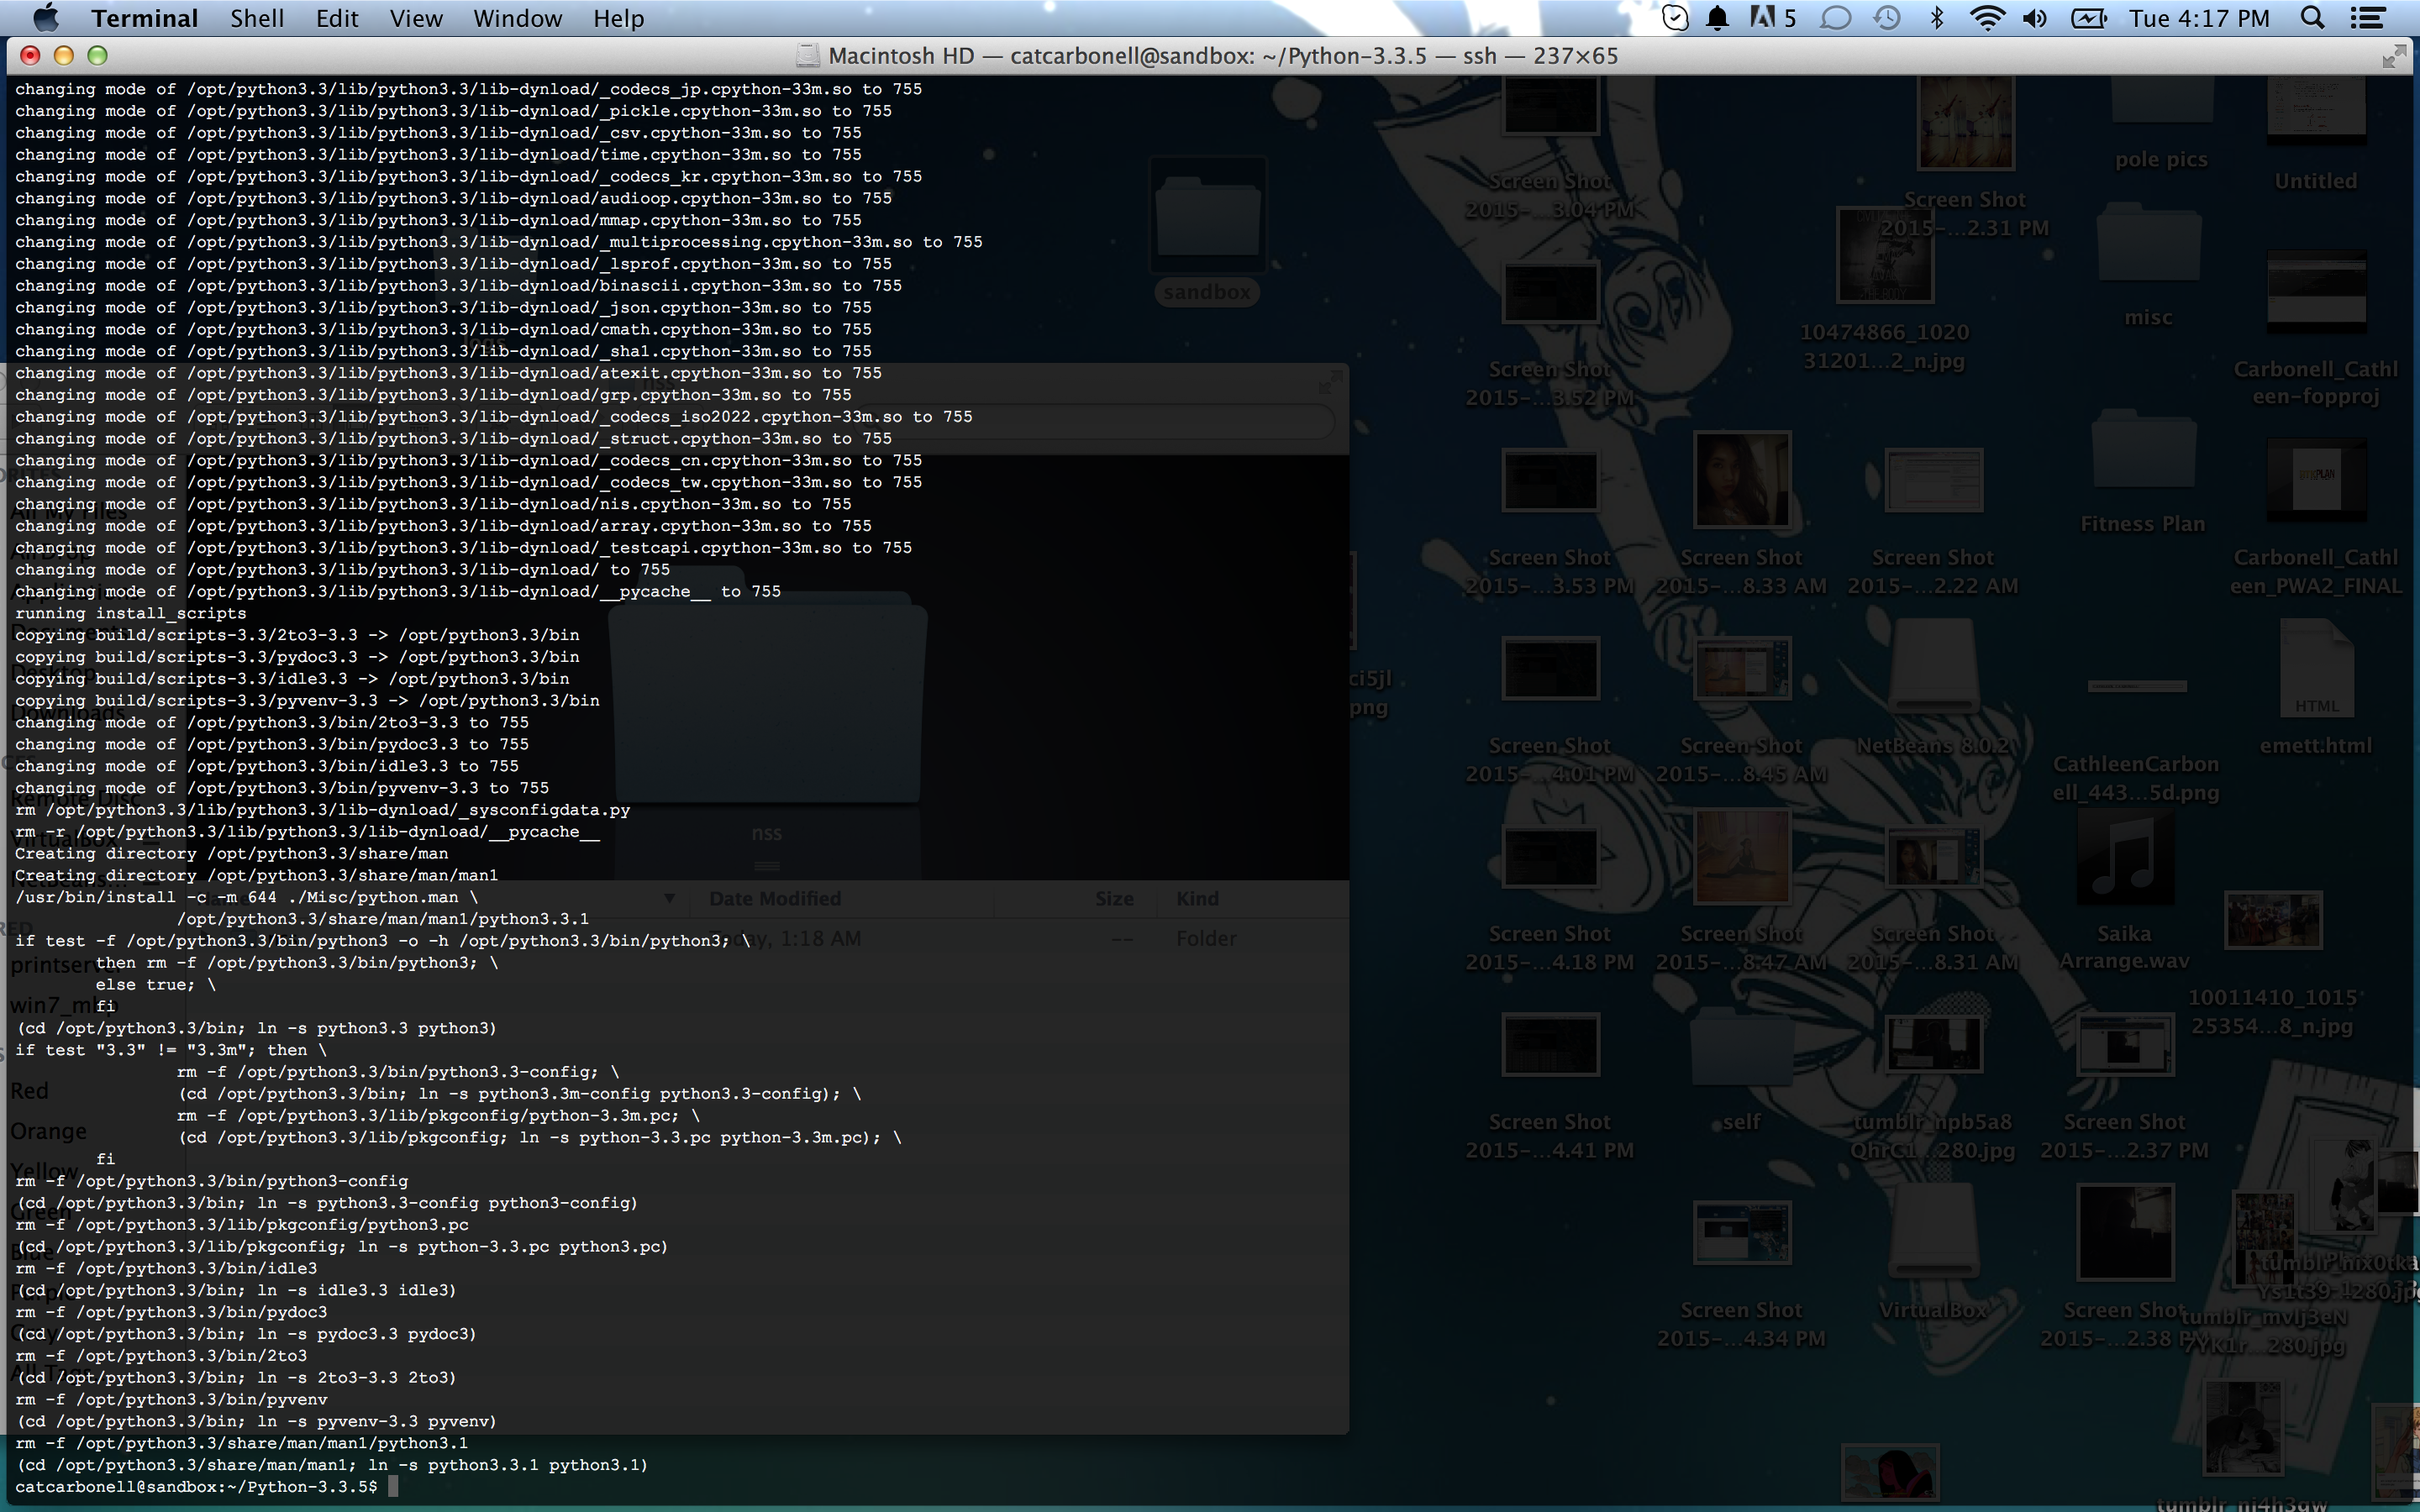 Terminal Shell Edit View Window Help 5 Tue 4:17 PM
Macintosh HD — catcarbonell@sandbox: ~/Python-3.3.5 — ssh — 237×65
changing mode of /opt/python3.3/lib/python3.3/lib-dynload/_codecs_jp.cpython-33m.so to 755
changing mode of /opt/python3.3/lib/python3.3/lib-dynload/_pickle.cpython-33m.so to 755
changing mode of /opt/python3.3/lib/python3.3/lib-dynload/_csv.cpython-33m.so to 755
changing mode of /opt/python3.3/lib/python3.3/lib-dynload/time.cpython-33m.so to 755
changing mode of /opt/python3.3/lib/python3.3/lib-dynload/_codecs_kr.cpython-33m.so to 755
changing mode of /opt/python3.3/lib/python3.3/lib-dynload/audioop.cpython-33m.so to 755
changing mode of /opt/python3.3/lib/python3.3/lib-dynload/mmap.cpython-33m.so to 755
changing mode of /opt/python3.3/lib/python3.3/lib-dynload/_multiprocessing.cpython-33m.so to 755
changing mode of /opt/python3.3/lib/python3.3/lib-dynload/_lsprof.cpython-33m.so to 755
changing mode of /opt/python3.3/lib/python3.3/lib-dynload/binascii.cpython-33m.so to 755
changing mode of /opt/python3.3/lib/python3.3/lib-dynload/_json.cpython-33m.so to 755
changing mode of /opt/python3.3/lib/python3.3/lib-dynload/cmath.cpython-33m.so to 755
changing mode of /opt/python3.3/lib/python3.3/lib-dynload/_sha1.cpython-33m.so to 755
changing mode of /opt/python3.3/lib/python3.3/lib-dynload/atexit.cpython-33m.so to 755
changing mode of /opt/python3.3/lib/python3.3/lib-dynload/grp.cpython-33m.so to 755
changing mode of /opt/python3.3/lib/python3.3/lib-dynload/_codecs_iso2022.cpython-33m.so to 755
changing mode of /opt/python3.3/lib/python3.3/lib-dynload/_struct.cpython-33m.so to 755
changing mode of /opt/python3.3/lib/python3.3/lib-dynload/_codecs_cn.cpython-33m.so to 755
changing mode of /opt/python3.3/lib/python3.3/lib-dynload/_codecs_tw.cpython-33m.so to 755
changing mode of /opt/python3.3/lib/python3.3/lib-dynload/nis.cpython-33m.so to 755
changing mode of /opt/python3.3/lib/python3.3/lib-dynload/array.cpython-33m.so to 755
changing mode of /opt/python3.3/lib/python3.3/lib-dynload/_testcapi.cpython-33m.so to 755
changing mode of /opt/python3.3/lib/python3.3/lib-dynload/ to 755
changing mode of /opt/python3.3/lib/python3.3/lib-dynload/__pycache__ to 755
running install_scripts
copying build/scripts-3.3/2to3-3.3 -> /opt/python3.3/bin
copying build/scripts-3.3/pydoc3.3 -> /opt/python3.3/bin
copying build/scripts-3.3/idle3.3 -> /opt/python3.3/bin
copying build/scripts-3.3/pyvenv-3.3 -> /opt/python3.3/bin
changing mode of /opt/python3.3/bin/2to3-3.3 to 755
changing mode of /opt/python3.3/bin/pydoc3.3 to 755
changing mode of /opt/python3.3/bin/idle3.3 to 755
changing mode of /opt/python3.3/bin/pyvenv-3.3 to 755
rm /opt/python3.3/lib/python3.3/lib-dynload/_sysconfigdata.py
rm -r /opt/python3.3/lib/python3.3/lib-dynload/__pycache__
Creating directory /opt/python3.3/share/man
Creating directory /opt/python3.3/share/man/man1
/usr/bin/install -c -m 644 ./Misc/python.man \
/opt/python3.3/share/man/man1/python3.3.1
if test -f /opt/python3.3/bin/python3 -o -h /opt/python3.3/bin/python3; \
then rm -f /opt/python3.3/bin/python3; \
else true; \
fi
(cd /opt/python3.3/bin; ln -s python3.3 python3)
if test "3.3" != "3.3m"; then \
rm -f /opt/python3.3/bin/python3.3-config; \
(cd /opt/python3.3/bin; ln -s python3.3m-config python3.3-config); \
rm -f /opt/python3.3/lib/pkgconfig/python-3.3m.pc; \
(cd /opt/python3.3/lib/pkgconfig; ln -s python-3.3.pc python-3.3m.pc); \
fi
rm -f /opt/python3.3/bin/python3-config
(cd /opt/python3.3/bin; ln -s python3.3-config python3-config)
rm -f /opt/python3.3/lib/pkgconfig/python3.pc
(cd /opt/python3.3/lib/pkgconfig; ln -s python-3.3.pc python3.pc)
rm -f /opt/python3.3/bin/idle3
(cd /opt/python3.3/bin; ln -s idle3.3 idle3)
rm -f /opt/python3.3/bin/pydoc3
(cd /opt/python3.3/bin; ln -s pydoc3.3 pydoc3)
rm -f /opt/python3.3/bin/2to3
(cd /opt/python3.3/bin; ln -s 2to3-3.3 2to3)
rm -f /opt/python3.3/bin/pyvenv
(cd /opt/python3.3/bin; ln -s pyvenv-3.3 pyvenv)
rm -f /opt/python3.3/share/man/man1/python3.1
(cd /opt/python3.3/share/man/man1; ln -s python3.3.1 python3.1)
catcarbonell@sandbox:~/Python-3.3.5$
sandbox
nss
Date Modified Size Kind
Today, 1:18 AM -- Folder
printserver
win7_mbp
Red
Orange
Yellow
Green
Blue
Screen Shot
2015-...3.04 PM
Screen Shot
2015-...3.52 PM
Screen Shot
2015-...3.53 PM
Screen Shot
2015-...4.01 PM
Screen Shot
2015-...4.18 PM
Screen Shot
2015-...4.41 PM
Screen Shot
2015-...8.33 AM
Screen Shot
2015-...8.45 AM
Screen Shot
2015-...8.47 AM
self
Screen Shot
2015-...4.34 PM
Screen Shot
2015-...2.31 PM
10474866_1020
31201...2_n.jpg
Screen Shot
2015-...2.22 AM
NetBeans 8.0.2
Screen Shot
2015-...8.31 AM
tumblr_npb5a8
QhrC1...280.jpg
VirtualBox
pole pics
misc
Fitness Plan
CathleenCarbon
ell_443...5d.png
Saika
Arrange.wav
Screen Shot
2015-...2.37 PM
Screen Shot
2015-...2.38 PM
Untitled
Carbonell_Cathl
een-fopproj
Carbonell_Cathl
een_PWA2_FINAL
HTML
emett.html
10011410_1015
25354...8_n.jpg